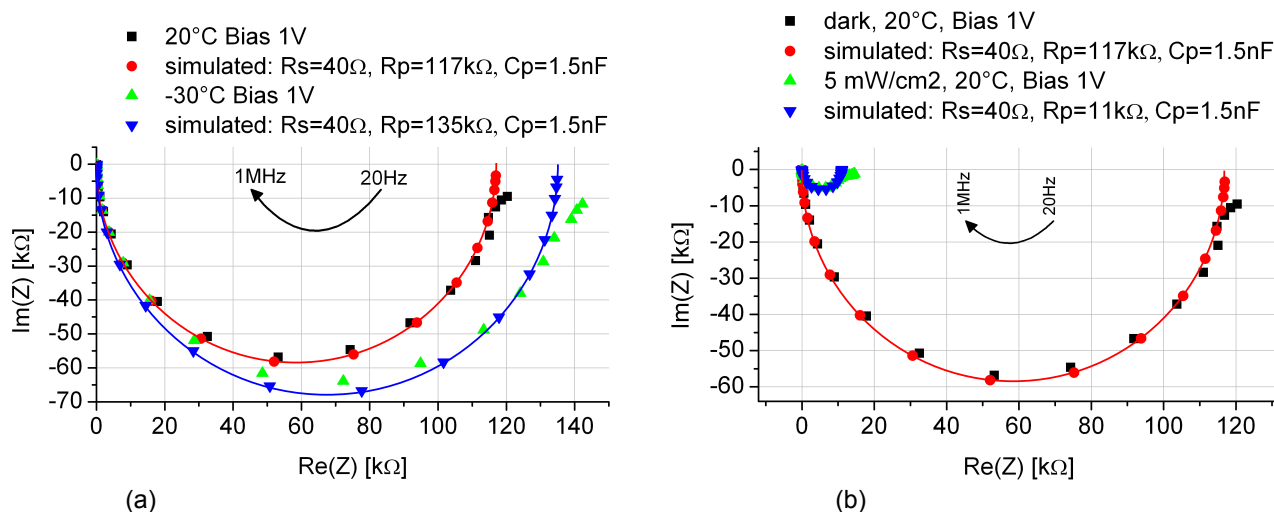 20°C Bias 1V
simulated: Rs=40Ω, Rp=117kΩ, Cp=1.5nF
-30°C Bias 1V
simulated: Rs=40Ω, Rp=135kΩ, Cp=1.5nF
0
-10
-20
-30
-40
-50
-60
-70
Im(Z) [kΩ]
1MHz
20Hz
0 20 40 60 80 100 120 140
Re(Z) [kΩ]
(a)
dark, 20°C, Bias 1V
simulated: Rs=40Ω, Rp=117kΩ, Cp=1.5nF
5 mW/cm2, 20°C, Bias 1V
simulated: Rs=40Ω, Rp=11kΩ, Cp=1.5nF
0
-10
-20
-30
-40
-50
-60
Im(Z) [kΩ]
1MHz
20Hz
0 20 40 60 80 100 120
Re(Z) [kΩ]
(b)